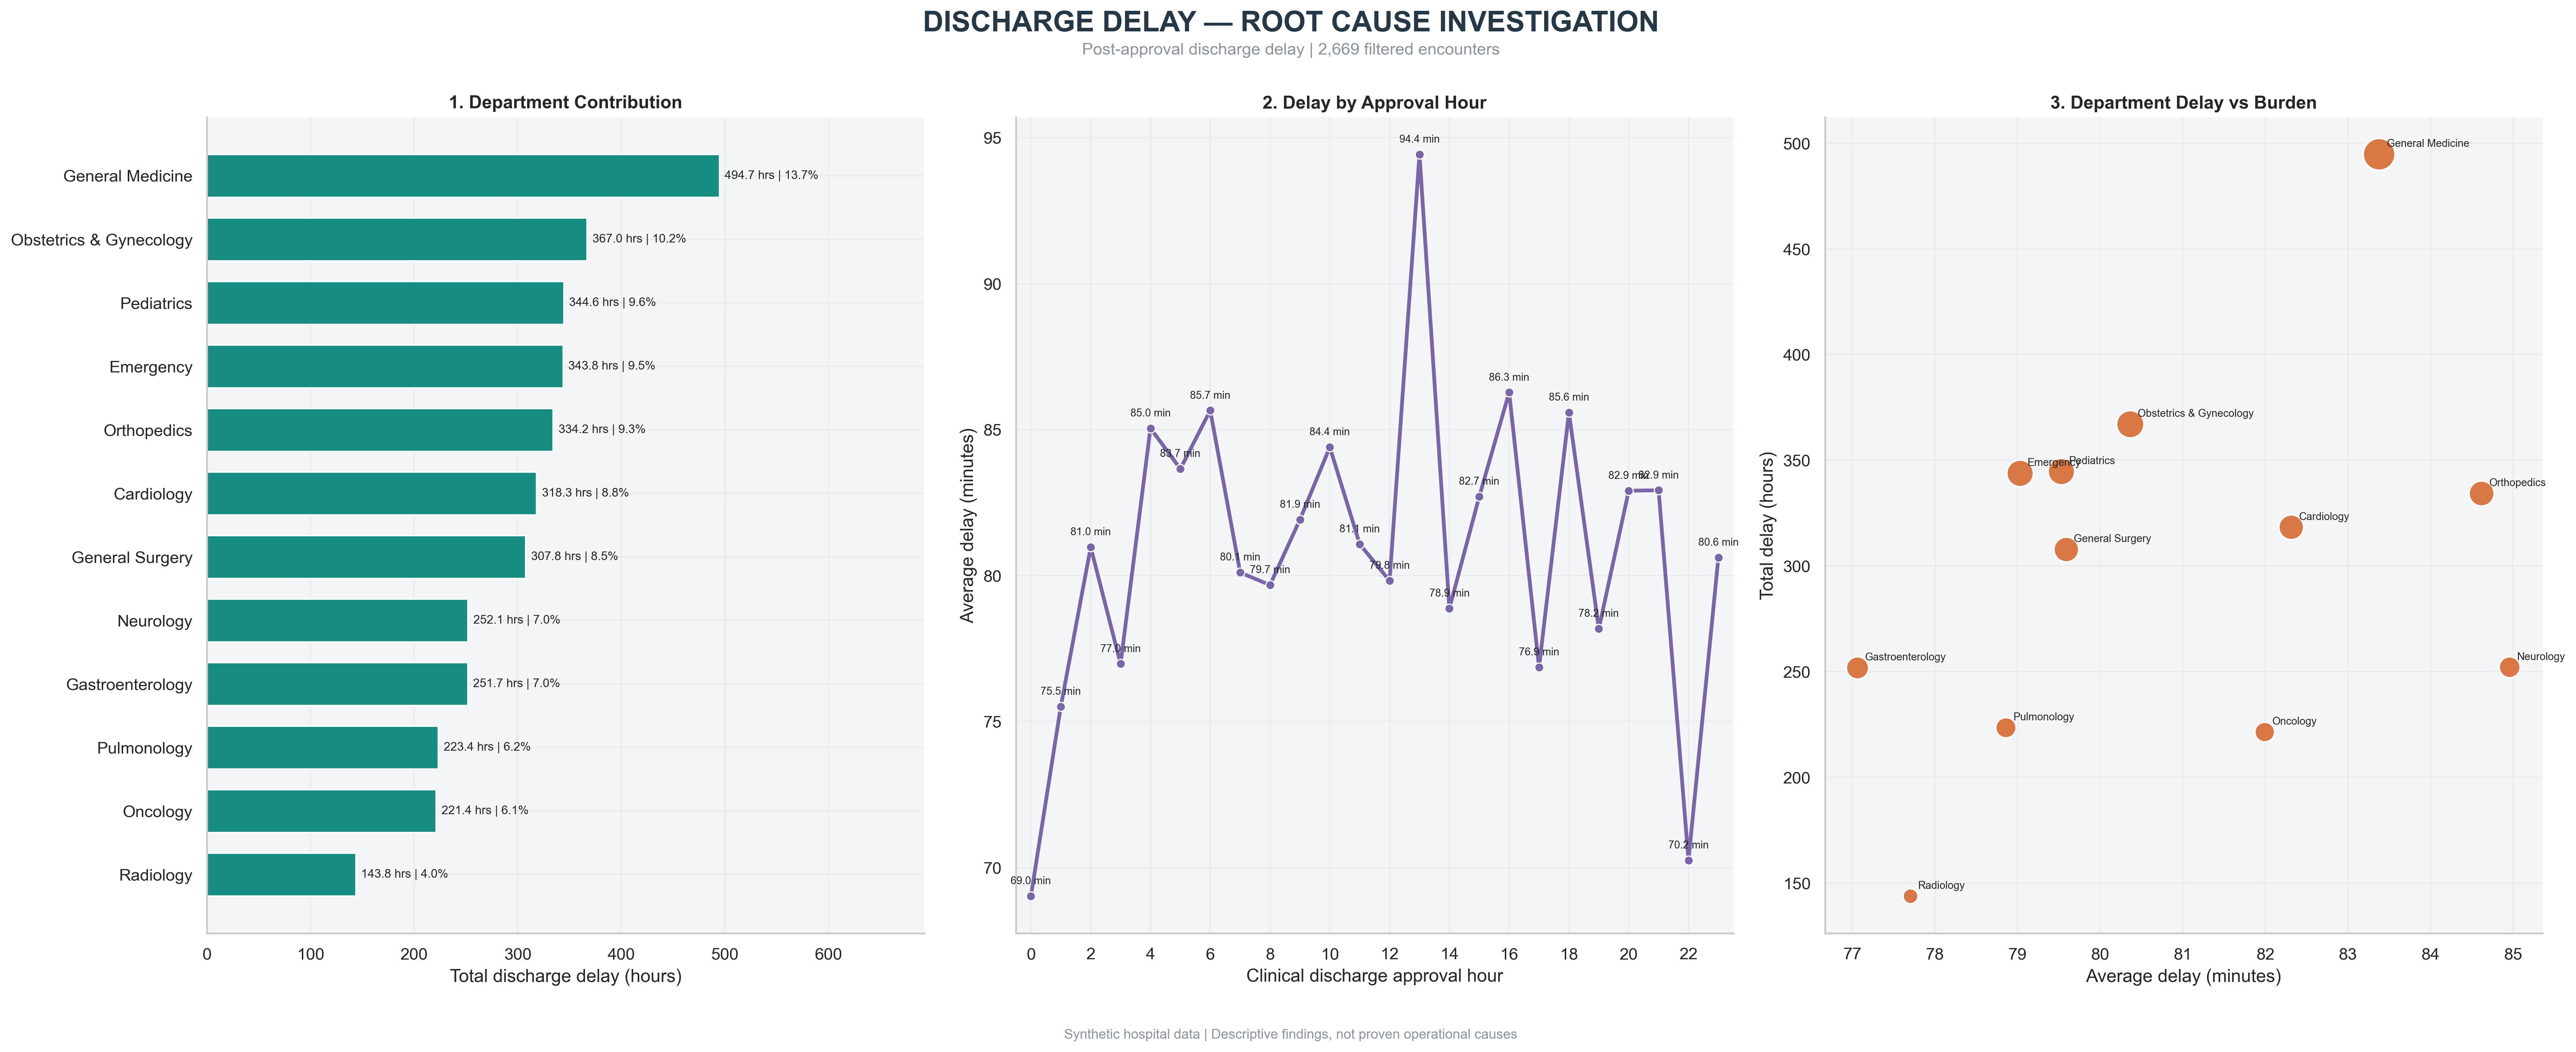 DISCHARGE DELAY — ROOT CAUSE INVESTIGATION
Post-approval discharge delay | 2,669 filtered encounters
1. Department Contribution
General Medicine
494.7 hrs | 13.7%
Obstetrics & Gynecology
367.0 hrs | 10.2%
Pediatrics
344.6 hrs | 9.6%
Emergency
343.8 hrs | 9.5%
Orthopedics
334.2 hrs | 9.3%
Cardiology
318.3 hrs | 8.8%
General Surgery
307.8 hrs | 8.5%
Neurology
252.1 hrs | 7.0%
Gastroenterology
251.7 hrs | 7.0%
Pulmonology
223.4 hrs | 6.2%
Oncology
221.4 hrs | 6.1%
Radiology
143.8 hrs | 4.0%
0 100 200 300 400 500 600
Total discharge delay (hours)
2. Delay by Approval Hour
Average delay (minutes)
95
90
85
80
75
70
69.0 min
75.5 min
81.0 min
77.0 min
85.0 min
83.7 min
85.7 min
80.1 min
79.7 min
81.9 min
84.4 min
81.1 min
79.8 min
94.4 min
78.9 min
82.7 min
86.3 min
76.9 min
85.6 min
78.2 min
82.9 min
82.9 min
70.2 min
80.6 min
0 2 4 6 8 10 12 14 16 18 20 22
Clinical discharge approval hour
3. Department Delay vs Burden
Total delay (hours)
500
450
400
350
300
250
200
150
General Medicine
Obstetrics & Gynecology
Emergency
Pediatrics
Orthopedics
Cardiology
General Surgery
Gastroenterology
Neurology
Pulmonology
Oncology
Radiology
77 78 79 80 81 82 83 84 85
Average delay (minutes)
Synthetic hospital data | Descriptive findings, not proven operational causes